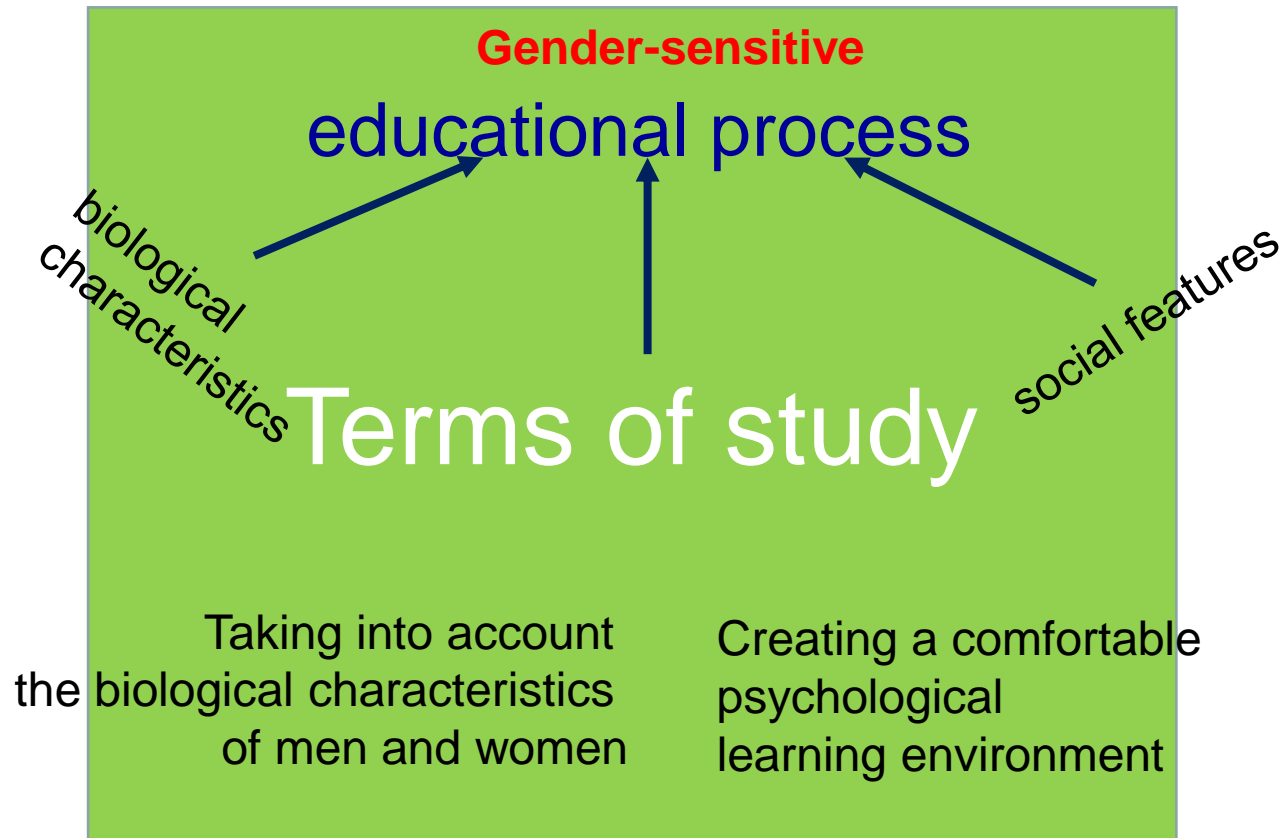 Gender-sensitive
educational process
biological
characteristics
social features
Terms of study
Taking into account
the biological characteristics
of men and women
Creating a comfortable
psychological
learning environment